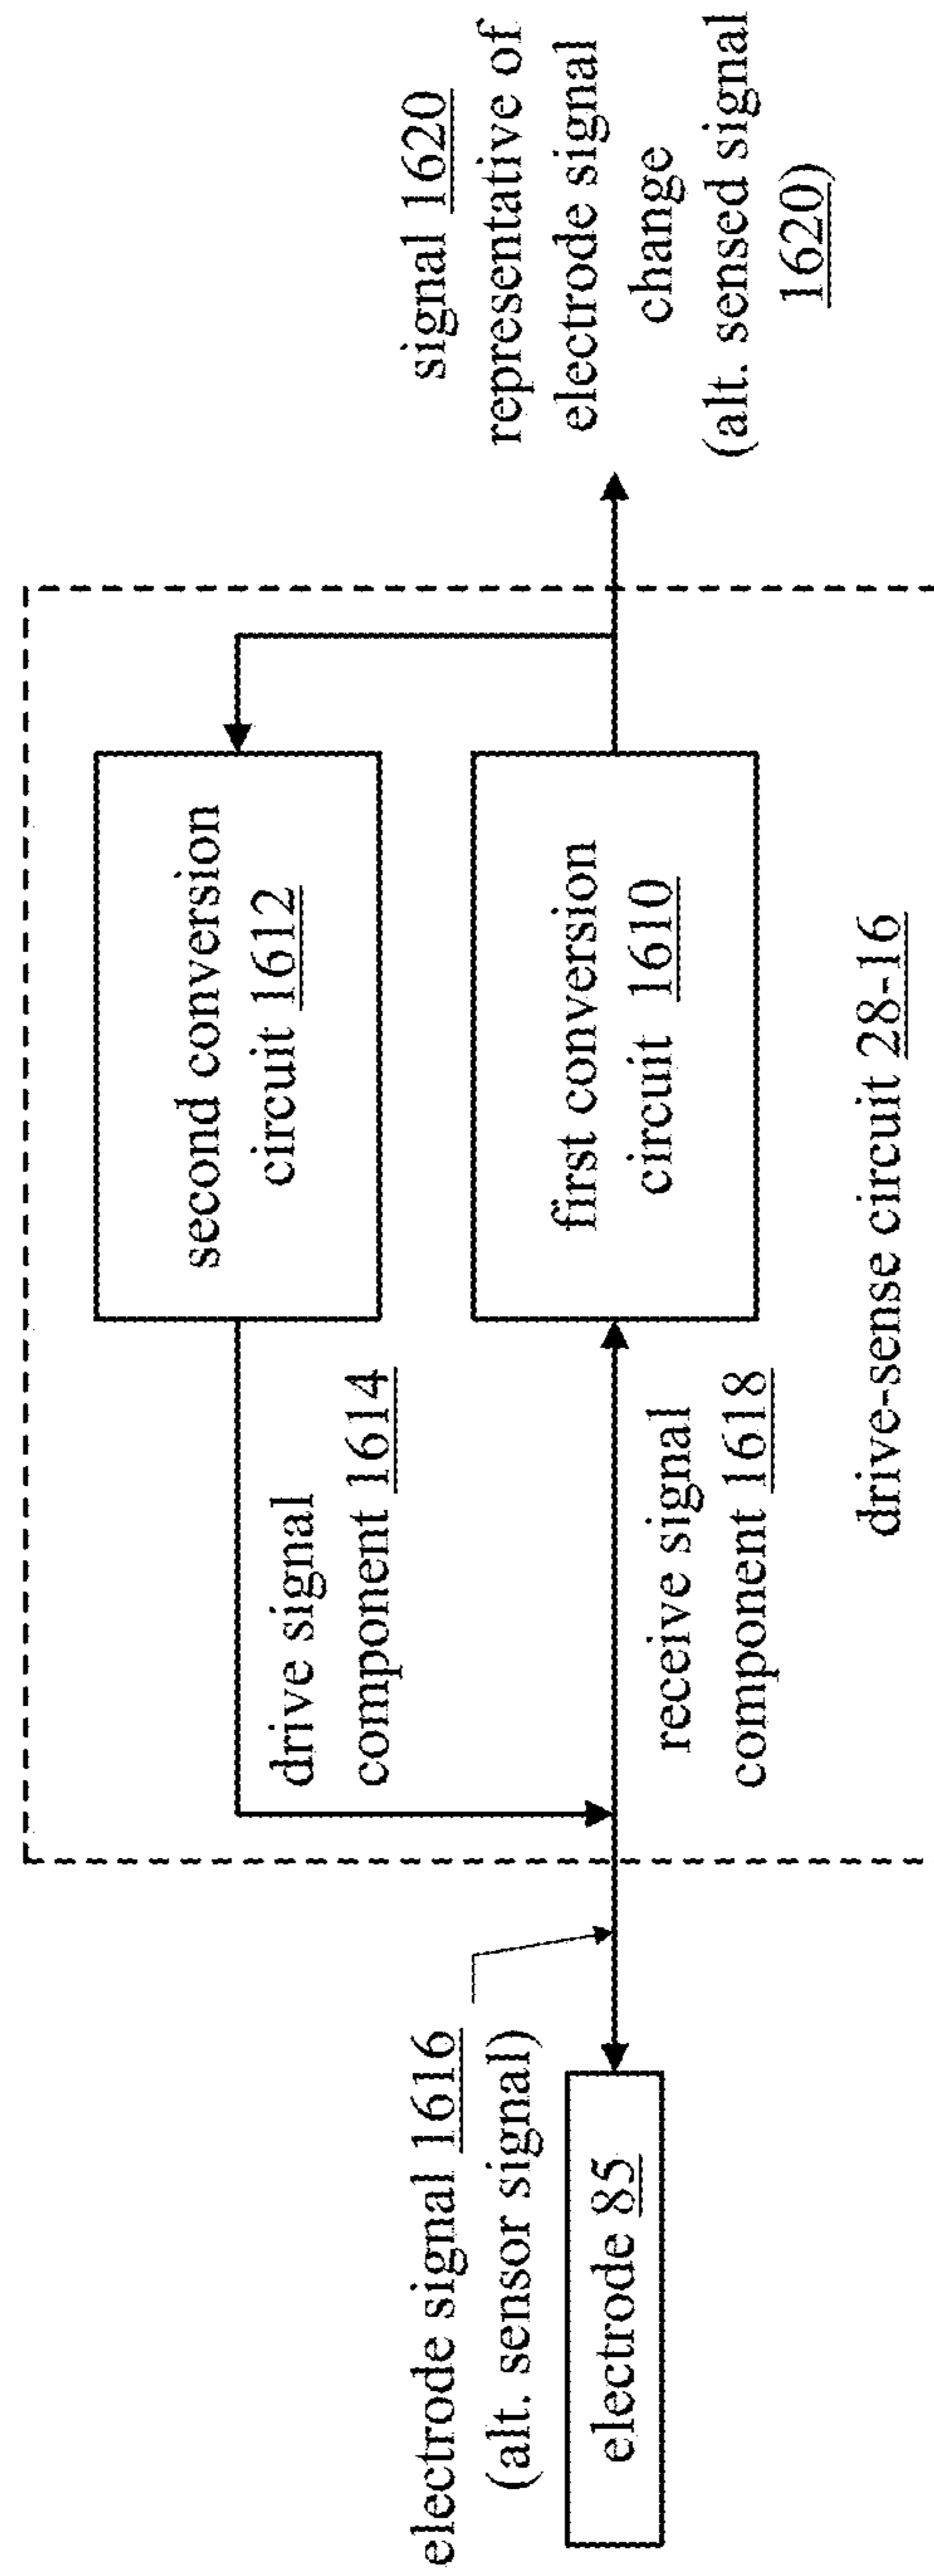 electrode signal 1616
(alt. sensor signal)
electrode 85
drive signal
component 1614
receive signal
component 1618
second conversion
circuit 1612
first conversion
circuit 1610
drive-sense circuit 28-16
signal 1620
representative of
electrode signal
change
(alt. sensed signal
1620)